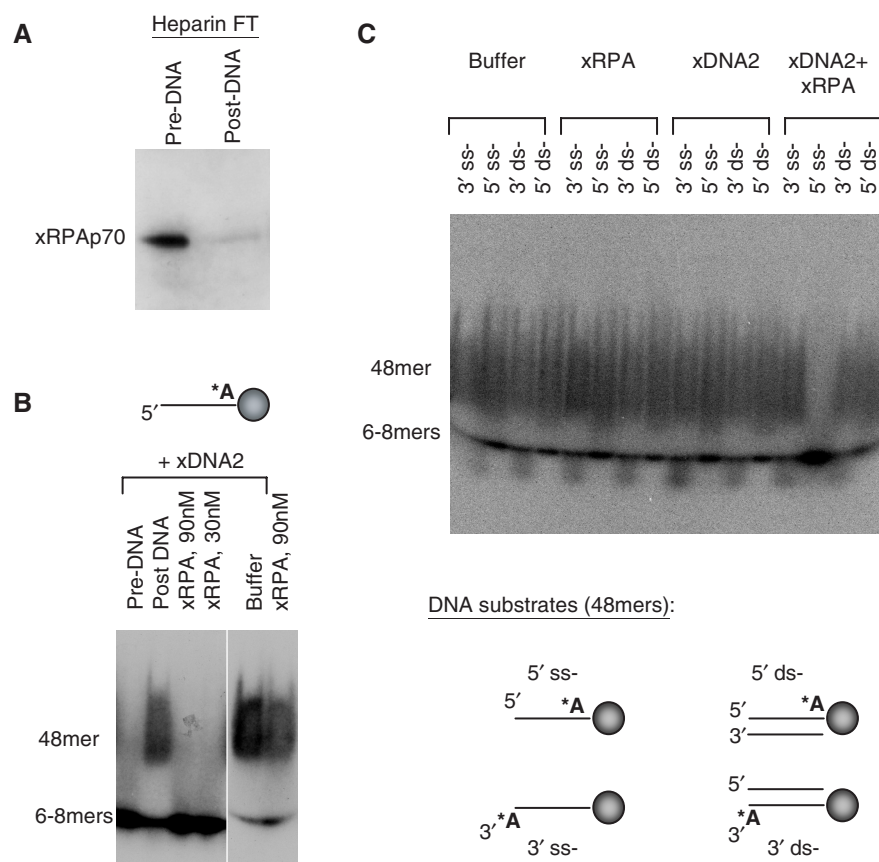 A
Heparin FT
Pre-DNA
Post-DNA
xRPAp70
B
*A
5′
+ xDNA2
Pre-DNA
Post DNA
xRPA, 90nM
xRPA, 30nM
Buffer
xRPA, 90nM
48mer
6-8mers
C
Buffer
xRPA
xDNA2
xDNA2+
xRPA
3′ ss-
5′ ss-
3′ ds-
5′ ds-
3′ ss-
5′ ss-
3′ ds-
5′ ds-
3′ ss-
5′ ss-
3′ ds-
5′ ds-
3′ ss-
5′ ss-
3′ ds-
5′ ds-
48mer
6-8mers
DNA substrates (48mers):
5′ ss-
5′
*A
3′ *A
3′ ss-
5′ ds-
5′
*A
3′
5′
*A
3′
3′ ds-